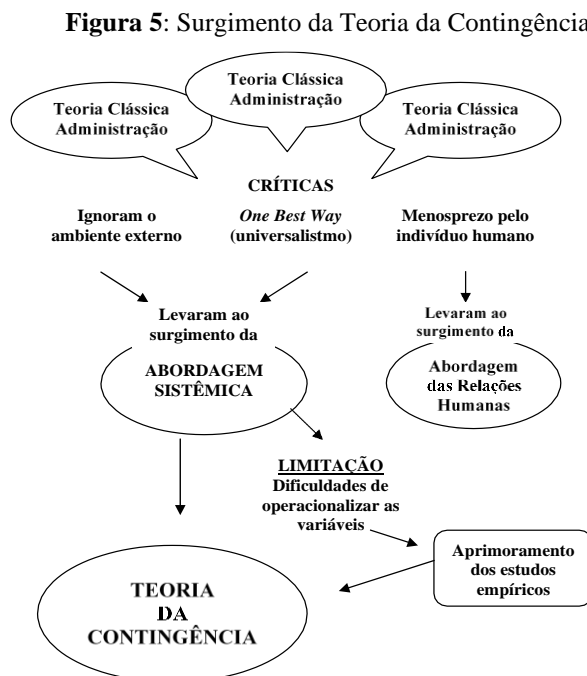 Figura 5: Surgimento da Teoria da Contingência
Teoria Clássica
Administração
Teoria Clássica
Administração
Teoria Clássica
Administração
CRÍTICAS
Ignoram o
ambiente externo
One Best Way
(universalistmo)
Menosprezo pelo
indivíduo humano
Levaram ao
surgimento da
ABORDAGEM
SISTÊMICA
Levaram ao
surgimento da
Abordagem
das Relações
Humanas
LIMITAÇÃO
Dificuldades de
operacionalizar as
variáveis
Aprimoramento
dos estudos
empíricos
TEORIA
DA
CONTINGÊNCIA